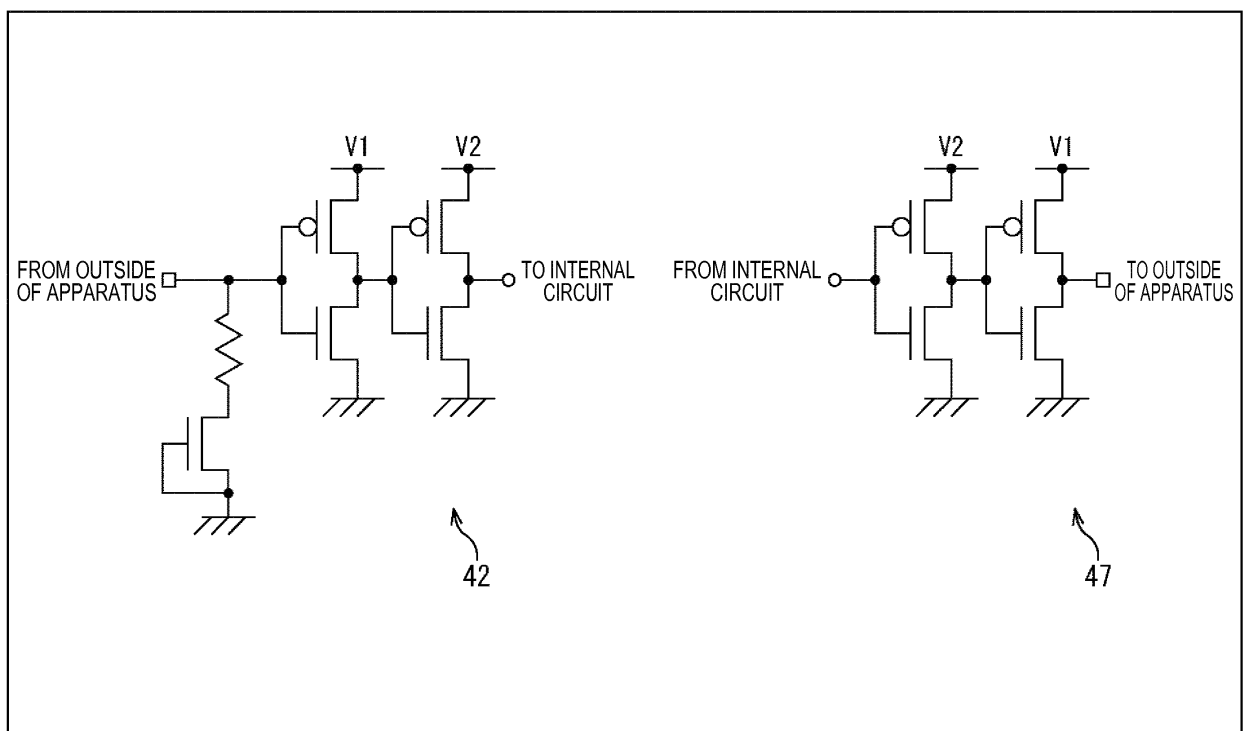 V1
V2
FROM OUTSIDE
OF APPARATUS
TO INTERNAL
CIRCUIT
42
V2
V1
FROM INTERNAL
CIRCUIT
TO OUTSIDE
OF APPARATUS
47